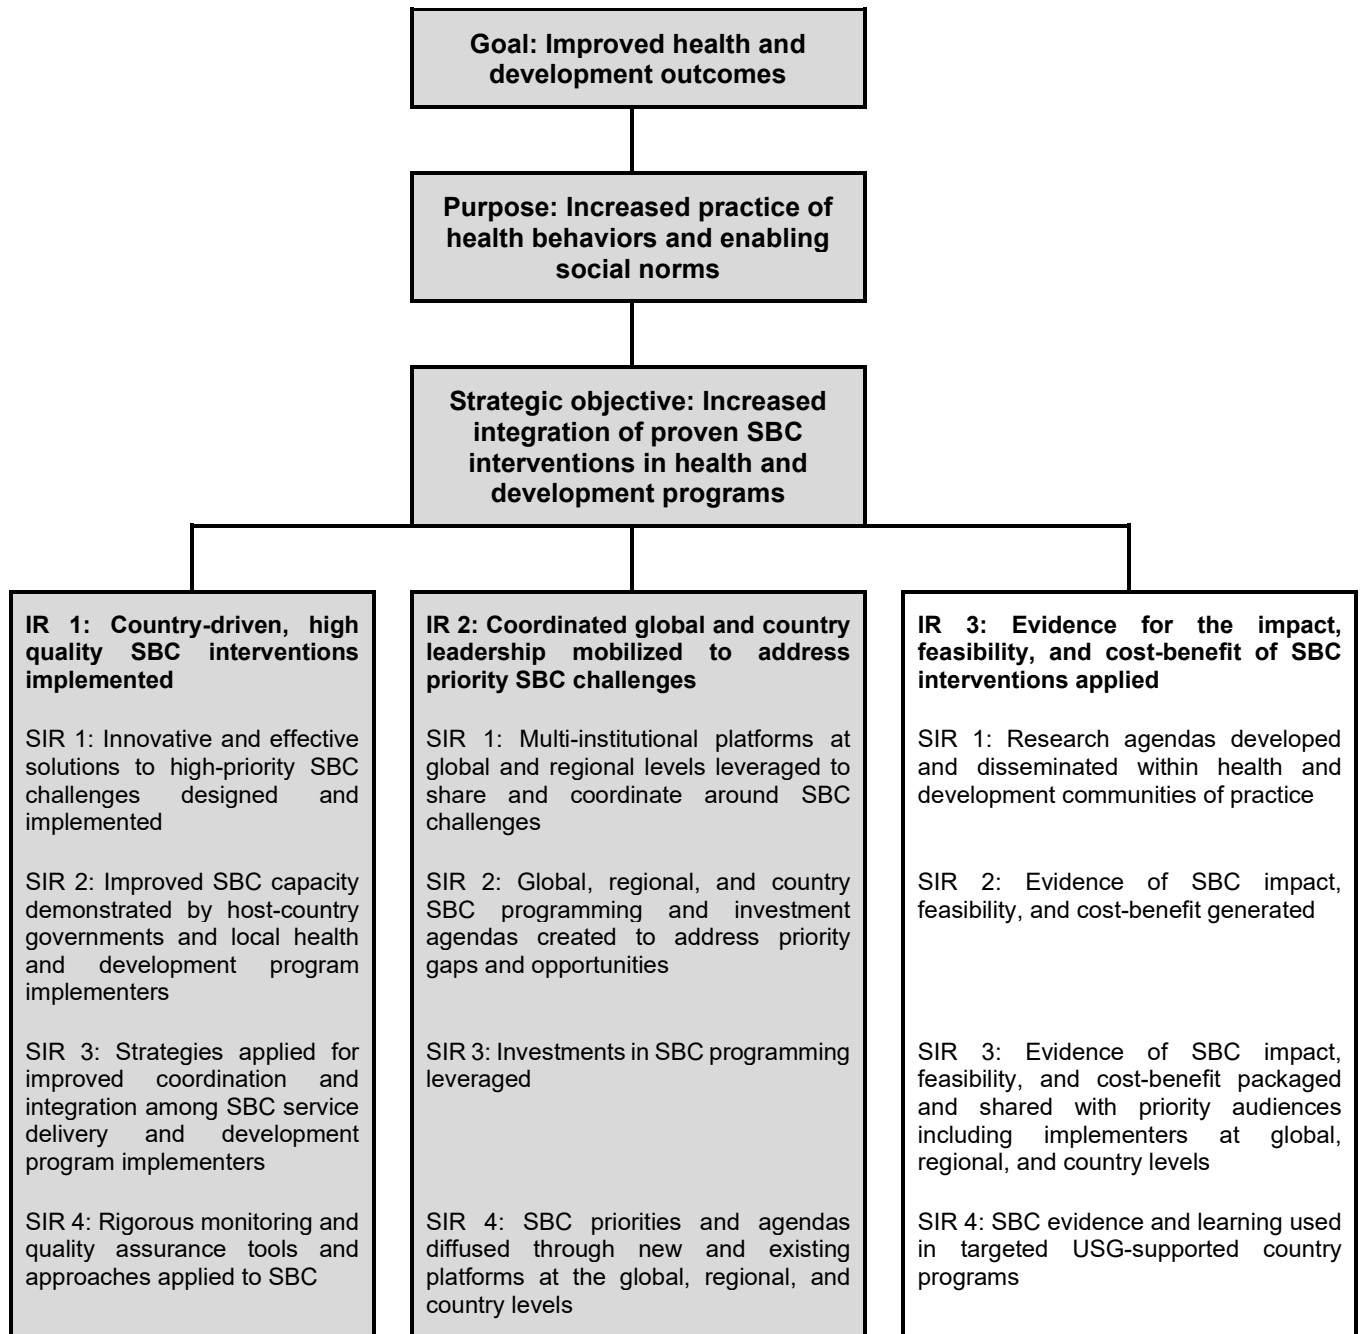 Goal: Improved health and
development outcomes
Purpose: Increased practice of
health behaviors and enabling
social norms
Strategic objective: Increased
integration of proven SBC
interventions in health and
development programs
IR 1: Country-driven, high
quality SBC interventions
implemented
SIR 1: Innovative and effective
solutions to high-priority SBC
challenges designed and
implemented
SIR 2: Improved SBC capacity
demonstrated by host-country
governments and local health
and development program
implementers
SIR 3: Strategies applied for
improved coordination and
integration among SBC service
delivery and development
program implementers
SIR 4: Rigorous monitoring and
quality assurance tools and
approaches applied to SBC
IR 2: Coordinated global and country
leadership mobilized to address
priority SBC challenges
SIR 1: Multi-institutional platforms at
global and regional levels leveraged to
share and coordinate around SBC
challenges
SIR 2: Global, regional, and country
SBC programming and investment
agendas created to address priority
gaps and opportunities
SIR 3: Investments in SBC programming
leveraged
SIR 4: SBC priorities and agendas
diffused through new and existing
platforms at the global, regional, and
country levels
IR 3: Evidence for the impact,
feasibility, and cost-benefit of SBC
interventions applied
SIR 1: Research agendas developed
and disseminated within health and
development communities of practice
SIR 2: Evidence of SBC impact,
feasibility, and cost-benefit generated
SIR 3: Evidence of SBC impact,
feasibility, and cost-benefit packaged
and shared with priority audiences
including implementers at global,
regional, and country levels
SIR 4: SBC evidence and learning used
in targeted USG-supported country
programs